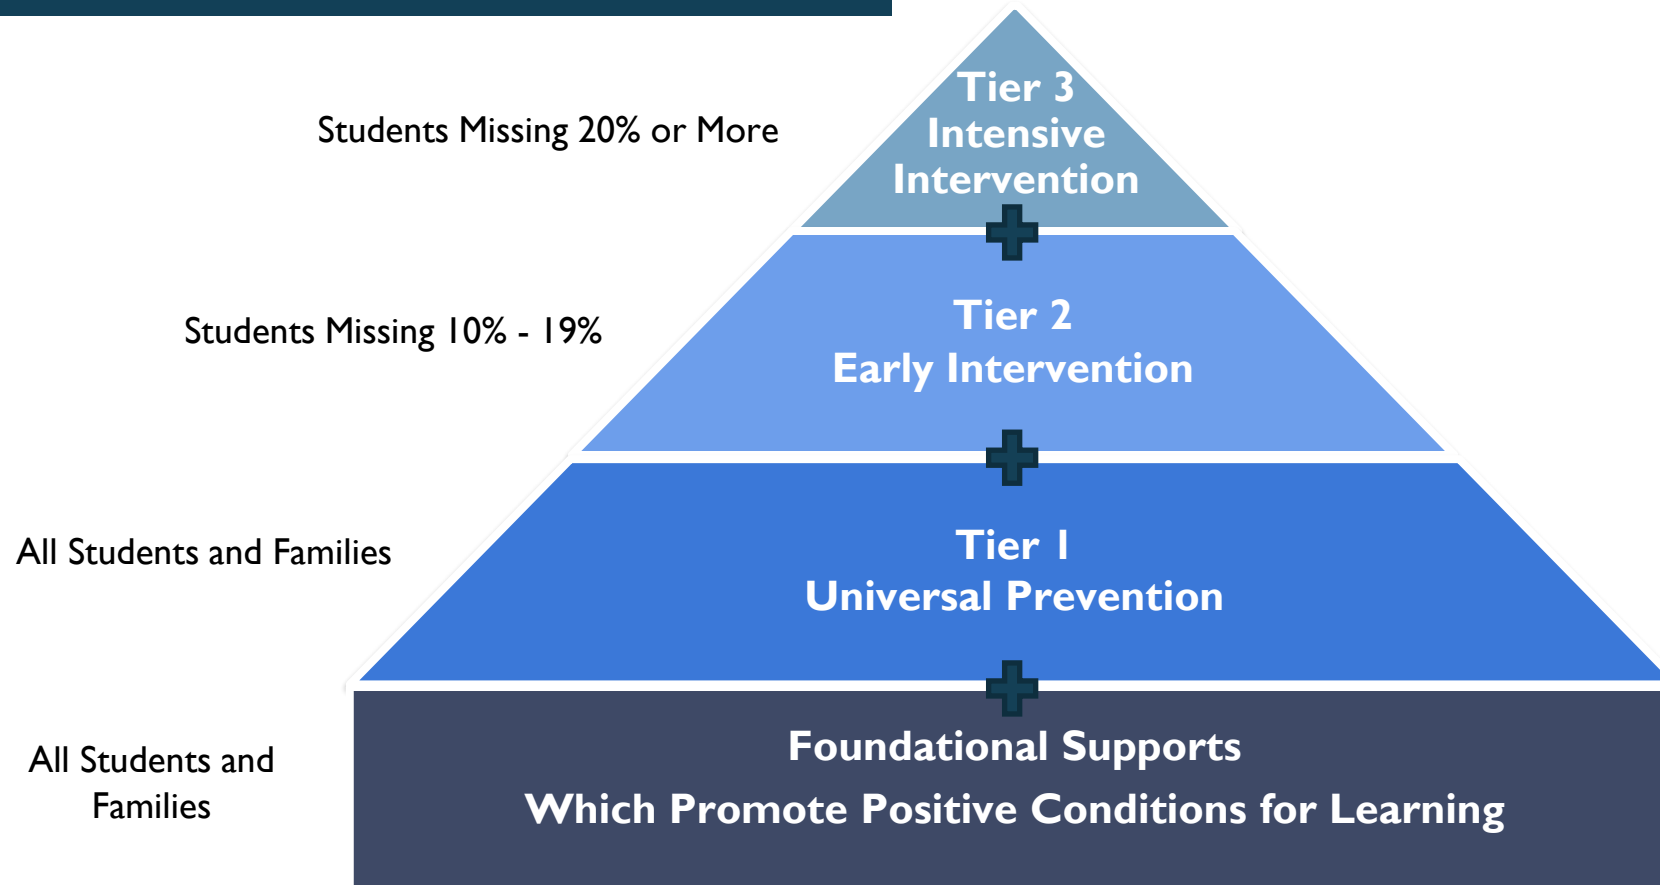 Students Missing 20% or More
Tier 3
Intensive
Intervention
Students Missing 10% - 19%
Tier 2
Early Intervention
All Students and Families
Tier 1
Universal Prevention
All Students and
Families
Foundational Supports
Which Promote Positive Conditions for Learning